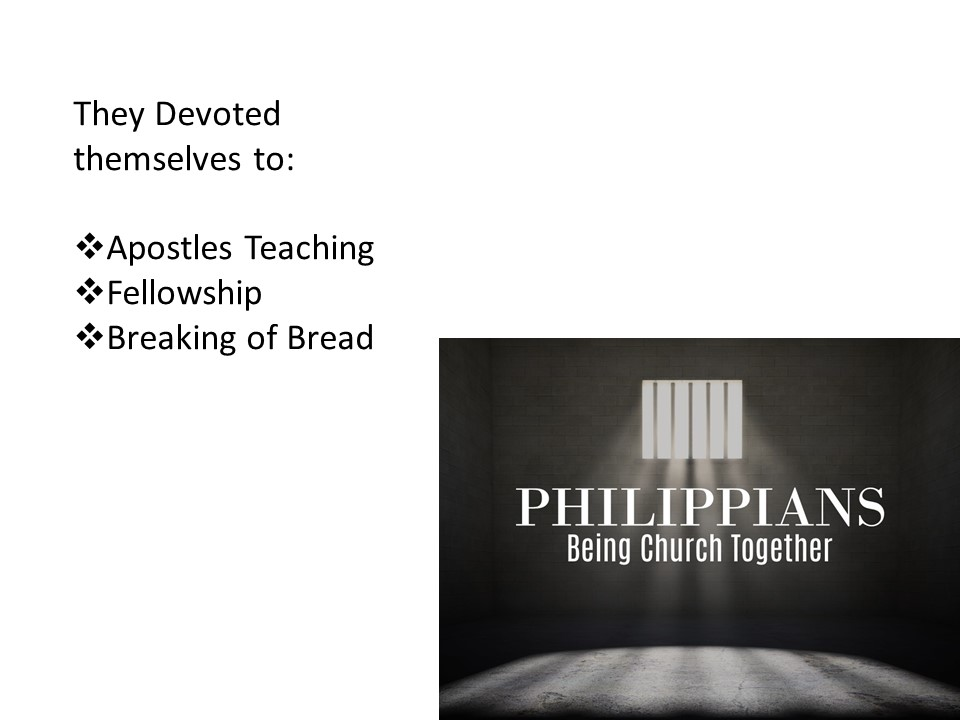 They Devoted
themselves to:
❖Apostles Teaching
❖Fellowship
❖Breaking of Bread
PHILIPPIANS
Being Church Together